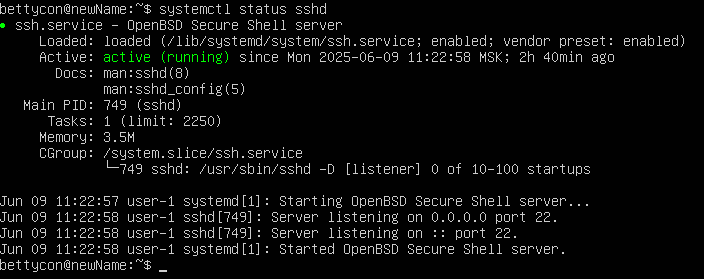 bettycon@newName:~$ systemctl status sshd
● ssh.service – OpenBSD Secure Shell server
     Loaded: loaded (/lib/systemd/system/ssh.service; enabled; vendor preset: enabled)
     Active: active (running) since Mon 2025-06-09 11:22:58 MSK; 2h 40min ago
       Docs: man:sshd(8)
             man:sshd_config(5)
   Main PID: 749 (sshd)
      Tasks: 1 (limit: 2250)
     Memory: 3.5M
     CGroup: /system.slice/ssh.service
             └─749 sshd: /usr/sbin/sshd -D [listener] 0 of 10-100 startups

Jun 09 11:22:57 user-1 systemd[1]: Starting OpenBSD Secure Shell server...
Jun 09 11:22:58 user-1 sshd[749]: Server listening on 0.0.0.0 port 22.
Jun 09 11:22:58 user-1 sshd[749]: Server listening on :: port 22.
Jun 09 11:22:58 user-1 systemd[1]: Started OpenBSD Secure Shell server.
bettycon@newName:~$ _